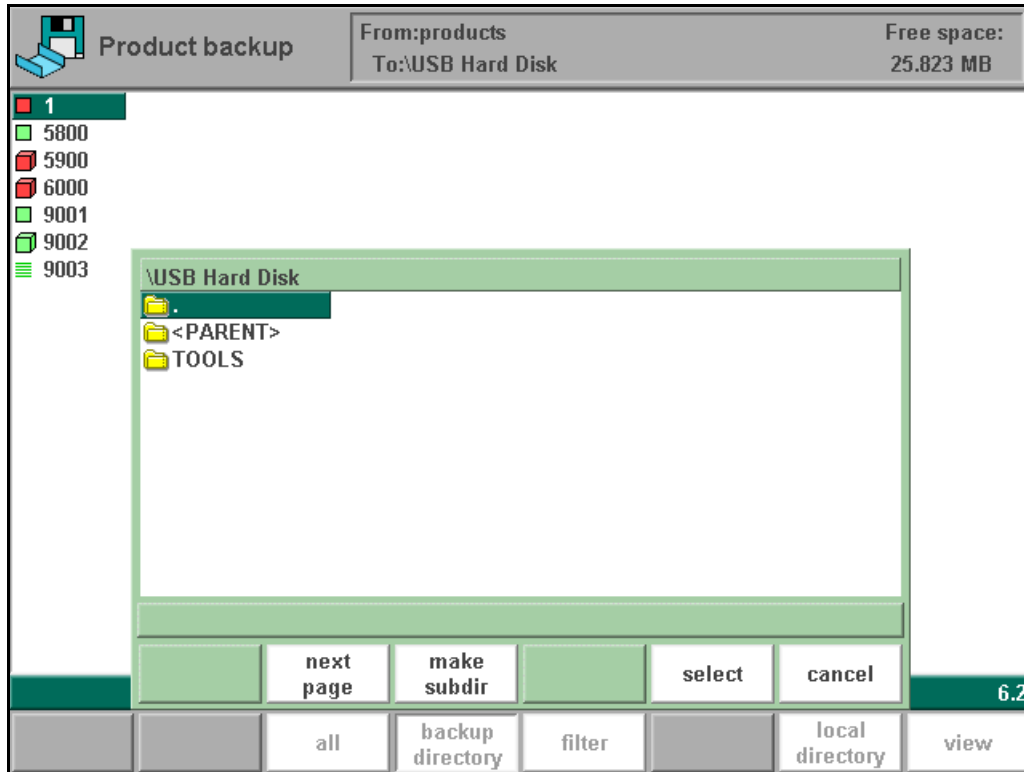 Product backup
From:products
Free space:
To:\USB Hard Disk
25.823 MB
1
5800
5900
6000
9001
9002
9003
\USB Hard Disk
.
<PARENT>
TOOLS
next
page
make
subdir
select
cancel
6.2
all
backup
directory
filter
local
directory
view